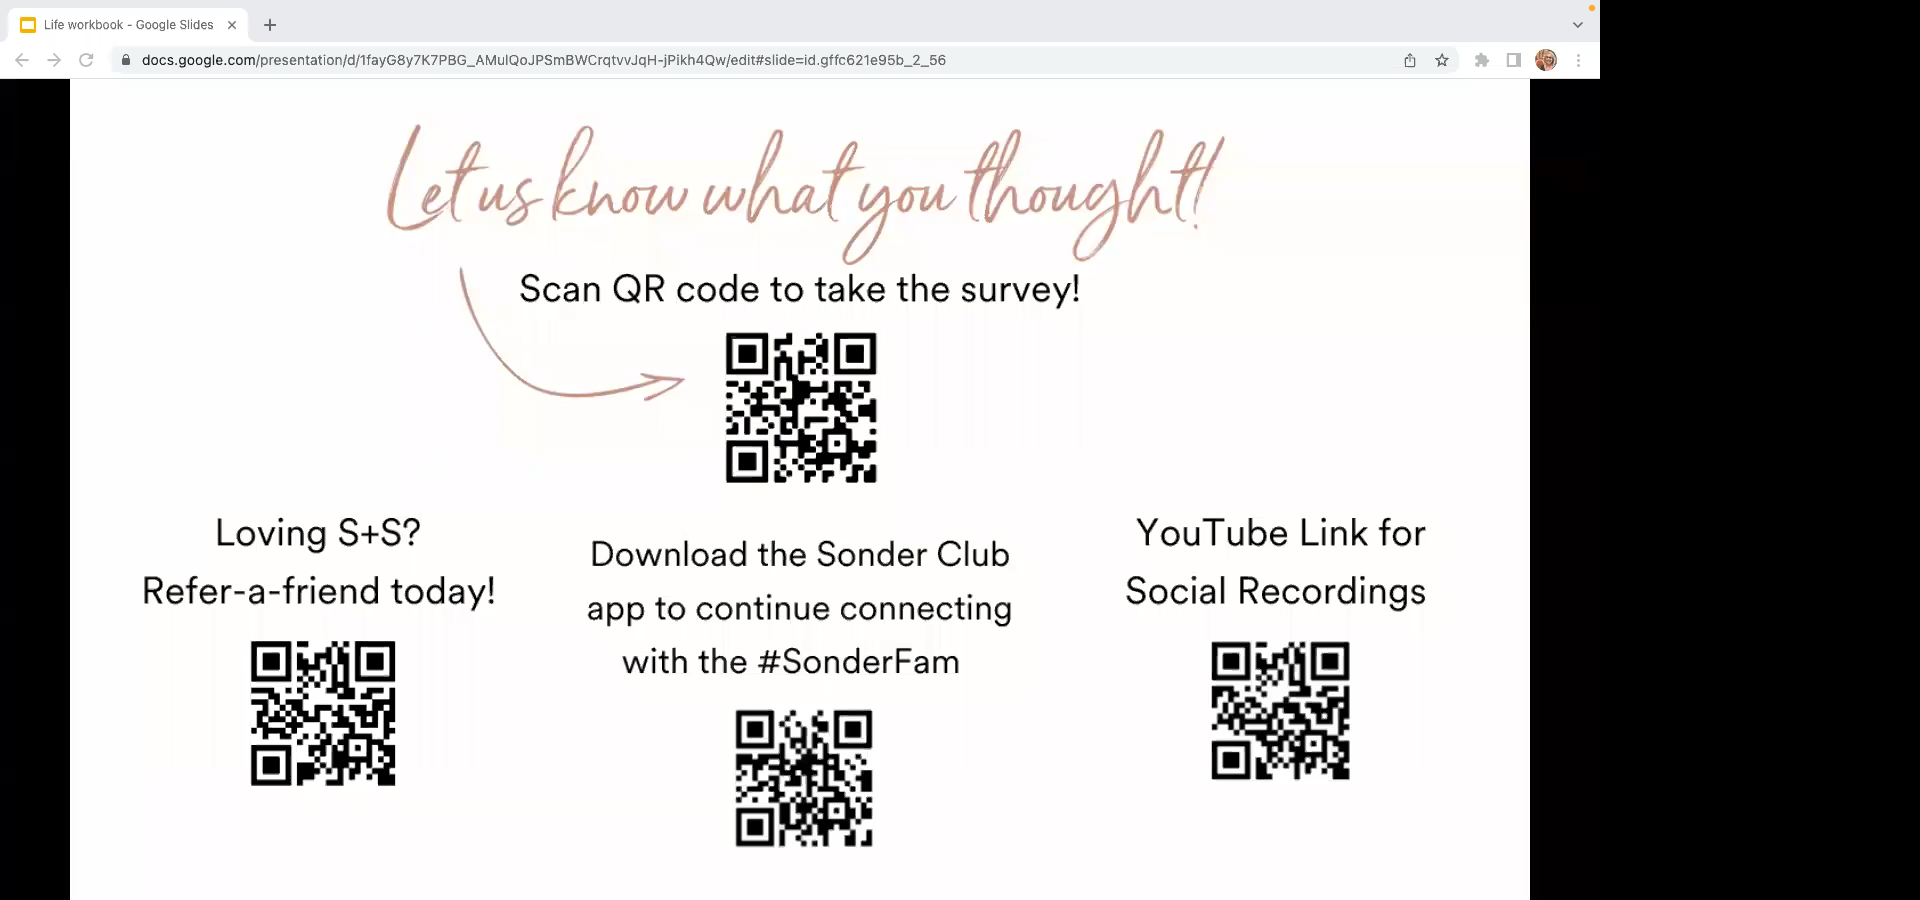 Life workbook - Google Slides
docs.google.com/presentation/d/1fayG8y7K7PBG_AMulQoJPSmBWCrqtvvJqH-jPikh4Qw/edit#slide=id.gffc621e95b_2_56
Let us know what you thought!
Scan QR code to take the survey!
Loving S+S?
Refer-a-friend today!
Download the Sonder Club
app to continue connecting
with the #SonderFam
YouTube Link for
Social Recordings